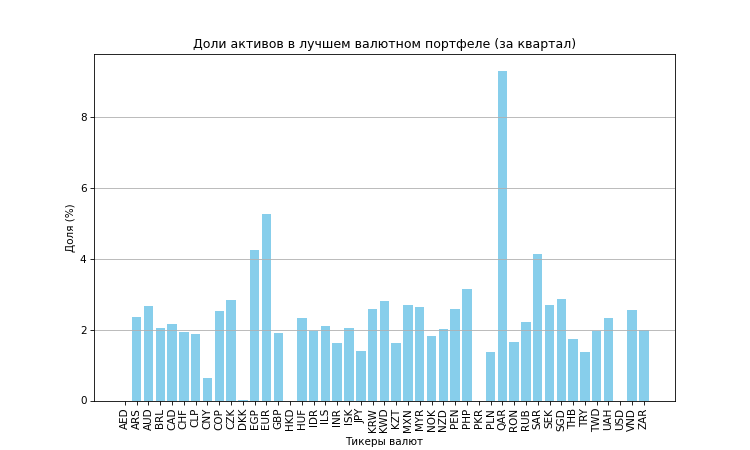 Доли активов в лучшем валютном портфеле (за квартал)
Доля (%)
8
6
4
2
0
AED ARS AUD BRL CAD CHF CLP CNY COP CZK DKK EGP EUR GBP HKD HUF IDR ILS INR ISK JPY KRW KWD KZT MXN MYR NOK NZD PEN PHP PKR PLN QAR RON RUB SAR SEK SGD THB TRY TWD UAH USD VND ZAR
Тикеры валют